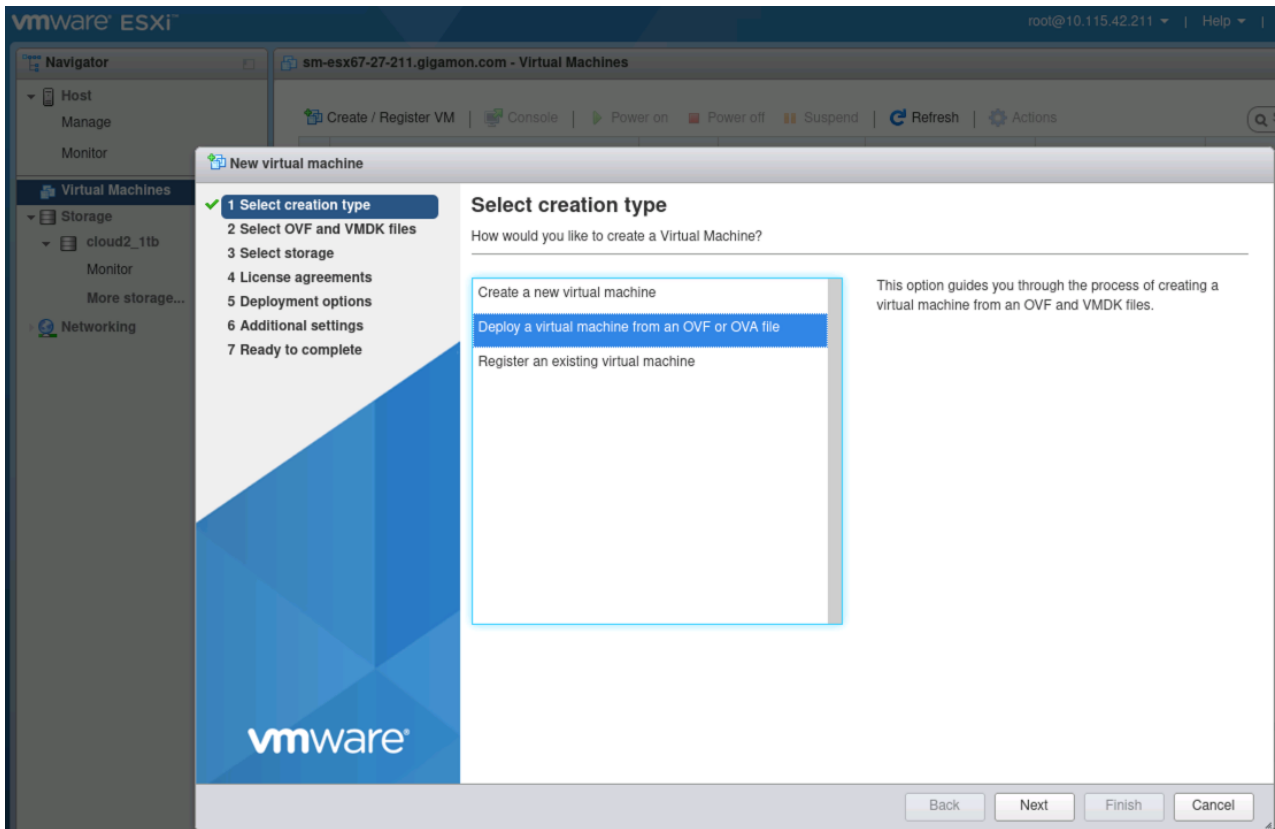 vmware ESXi™
root@10.115.42.211 | Help |
Navigator
sm-esx67-27-211.gigamon.com - Virtual Machines
Host
Manage
Monitor
Virtual Machines
Storage
cloud2_1tb
Monitor
More storage...
Networking
Create / Register VM | Console | Power on Power off Suspend | Refresh | Actions
New virtual machine
1 Select creation type
2 Select OVF and VMDK files
3 Select storage
4 License agreements
5 Deployment options
6 Additional settings
7 Ready to complete
vmware®
Select creation type
How would you like to create a Virtual Machine?
Create a new virtual machine
Deploy a virtual machine from an OVF or OVA file
Register an existing virtual machine
This option guides you through the process of creating a
virtual machine from an OVF and VMDK files.
Back Next Finish Cancel